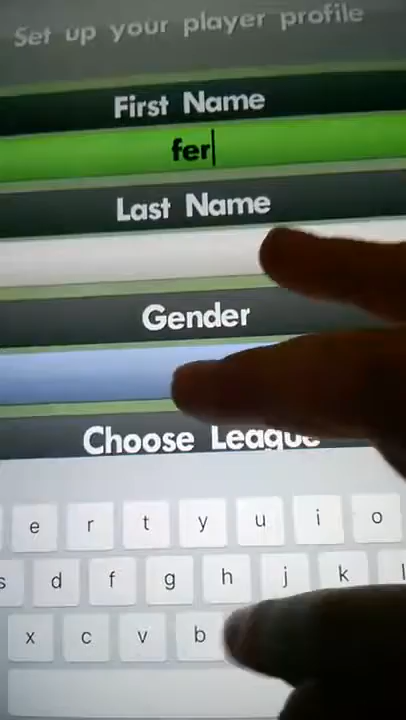 Set up your player profile
First Name
fer
Last Name
Gender
Choose League
e r t y u i o
s d f g h j k l
x c v b